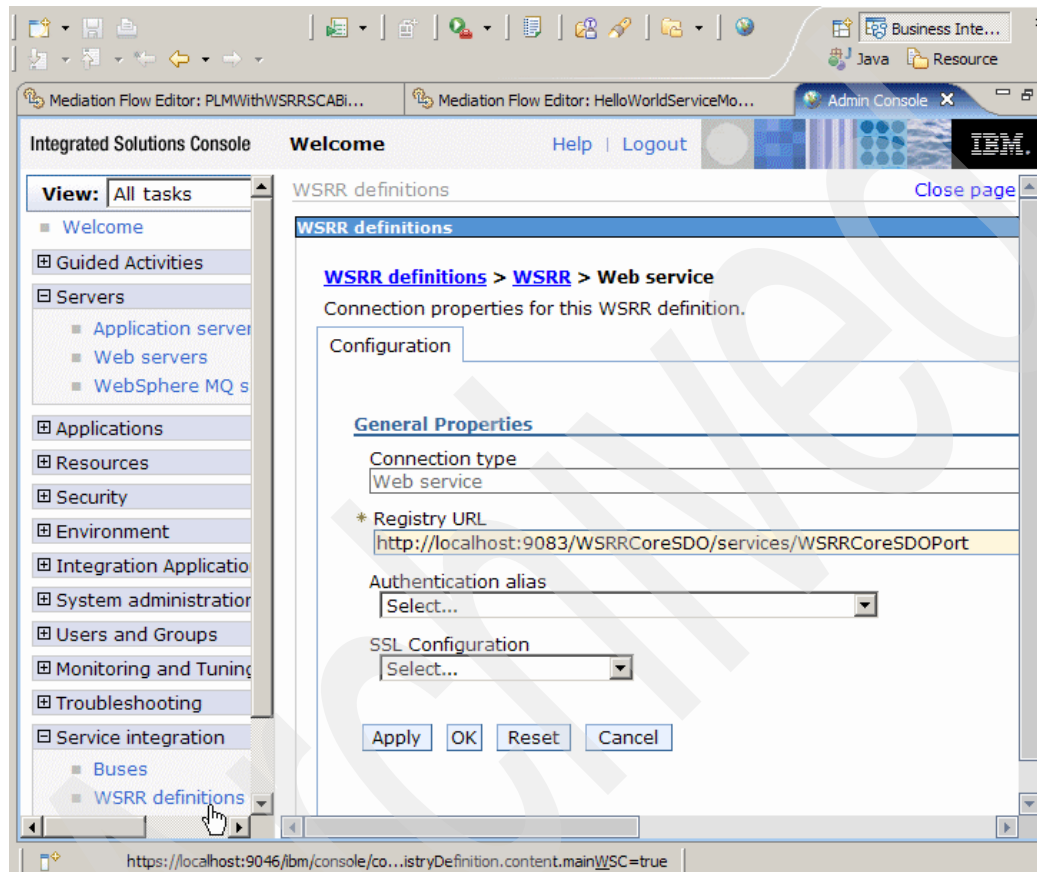 Business Inte...
Java Resource
Mediation Flow Editor: PLMWithWSRRSCABi... Mediation Flow Editor: HelloWorldServiceMo... Admin Console
Integrated Solutions Console Welcome Help | Logout IBM.
View: All tasks
Welcome
Guided Activities
Servers
Application server
Web servers
WebSphere MQ s
Applications
Resources
Security
Environment
Integration Applicatio
System administration
Users and Groups
Monitoring and Tuning
Troubleshooting
Service integration
Buses
WSRR definitions
WSRR definitions Close page
WSRR definitions
WSRR definitions > WSRR > Web service
Connection properties for this WSRR definition.
Configuration
General Properties
Connection type
Web service
* Registry URL
http://localhost:9083/WSRRCoreSDO/services/WSRRCoreSDOPort
Authentication alias
Select...
SSL Configuration
Select...
Apply OK Reset Cancel
https://localhost:9046/ibm/console/co...istryDefinition.content.mainWSC=true